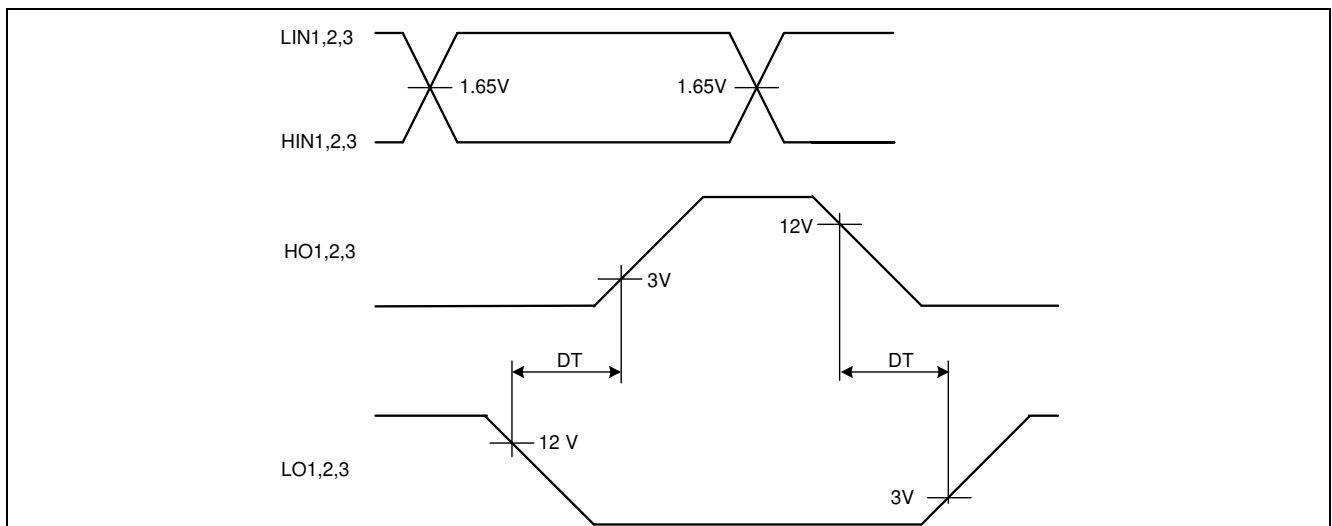 LIN1,2,3
1.65V
1.65V
HIN1,2,3
12V
HO1,2,3
3V
DT
DT
12 V
LO1,2,3
3V